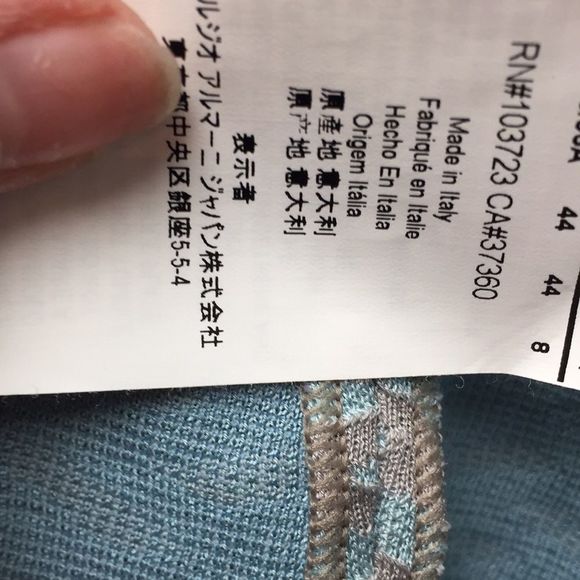 44 44 8
RN#103723 CA#37360
Made in Italy
Fabriqué en Italie
Hecho En Italia
Origem Italia
原産地 意大利
原产地 意大利
表示者
ルジオ アルマーニ ジャパン株式会社
都中央区銀座5-5-4